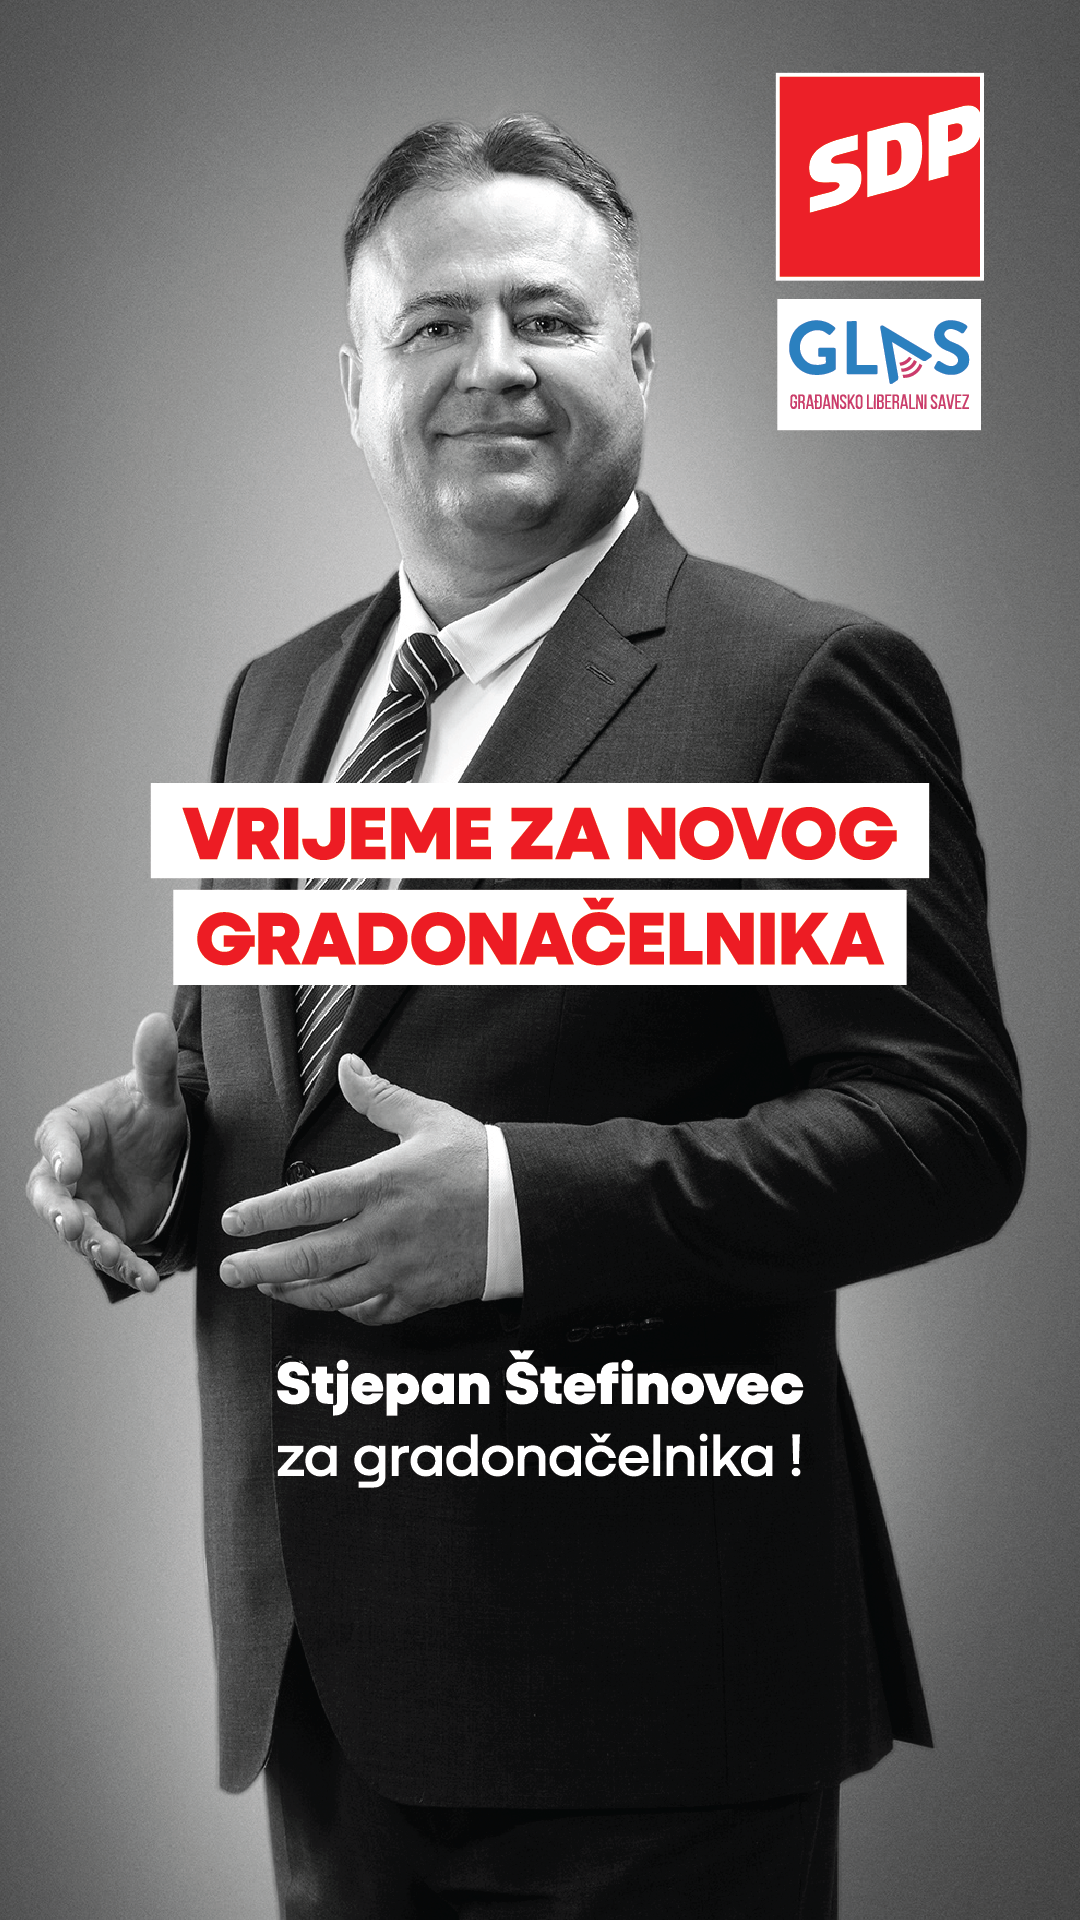 SDP
GLAS
GRAĐANSKO LIBERALNI SAVEZ
VRIJEME ZA NOVOG
GRADONAČELNIKA
Stjepan Štefinovec
za gradonačelnika !